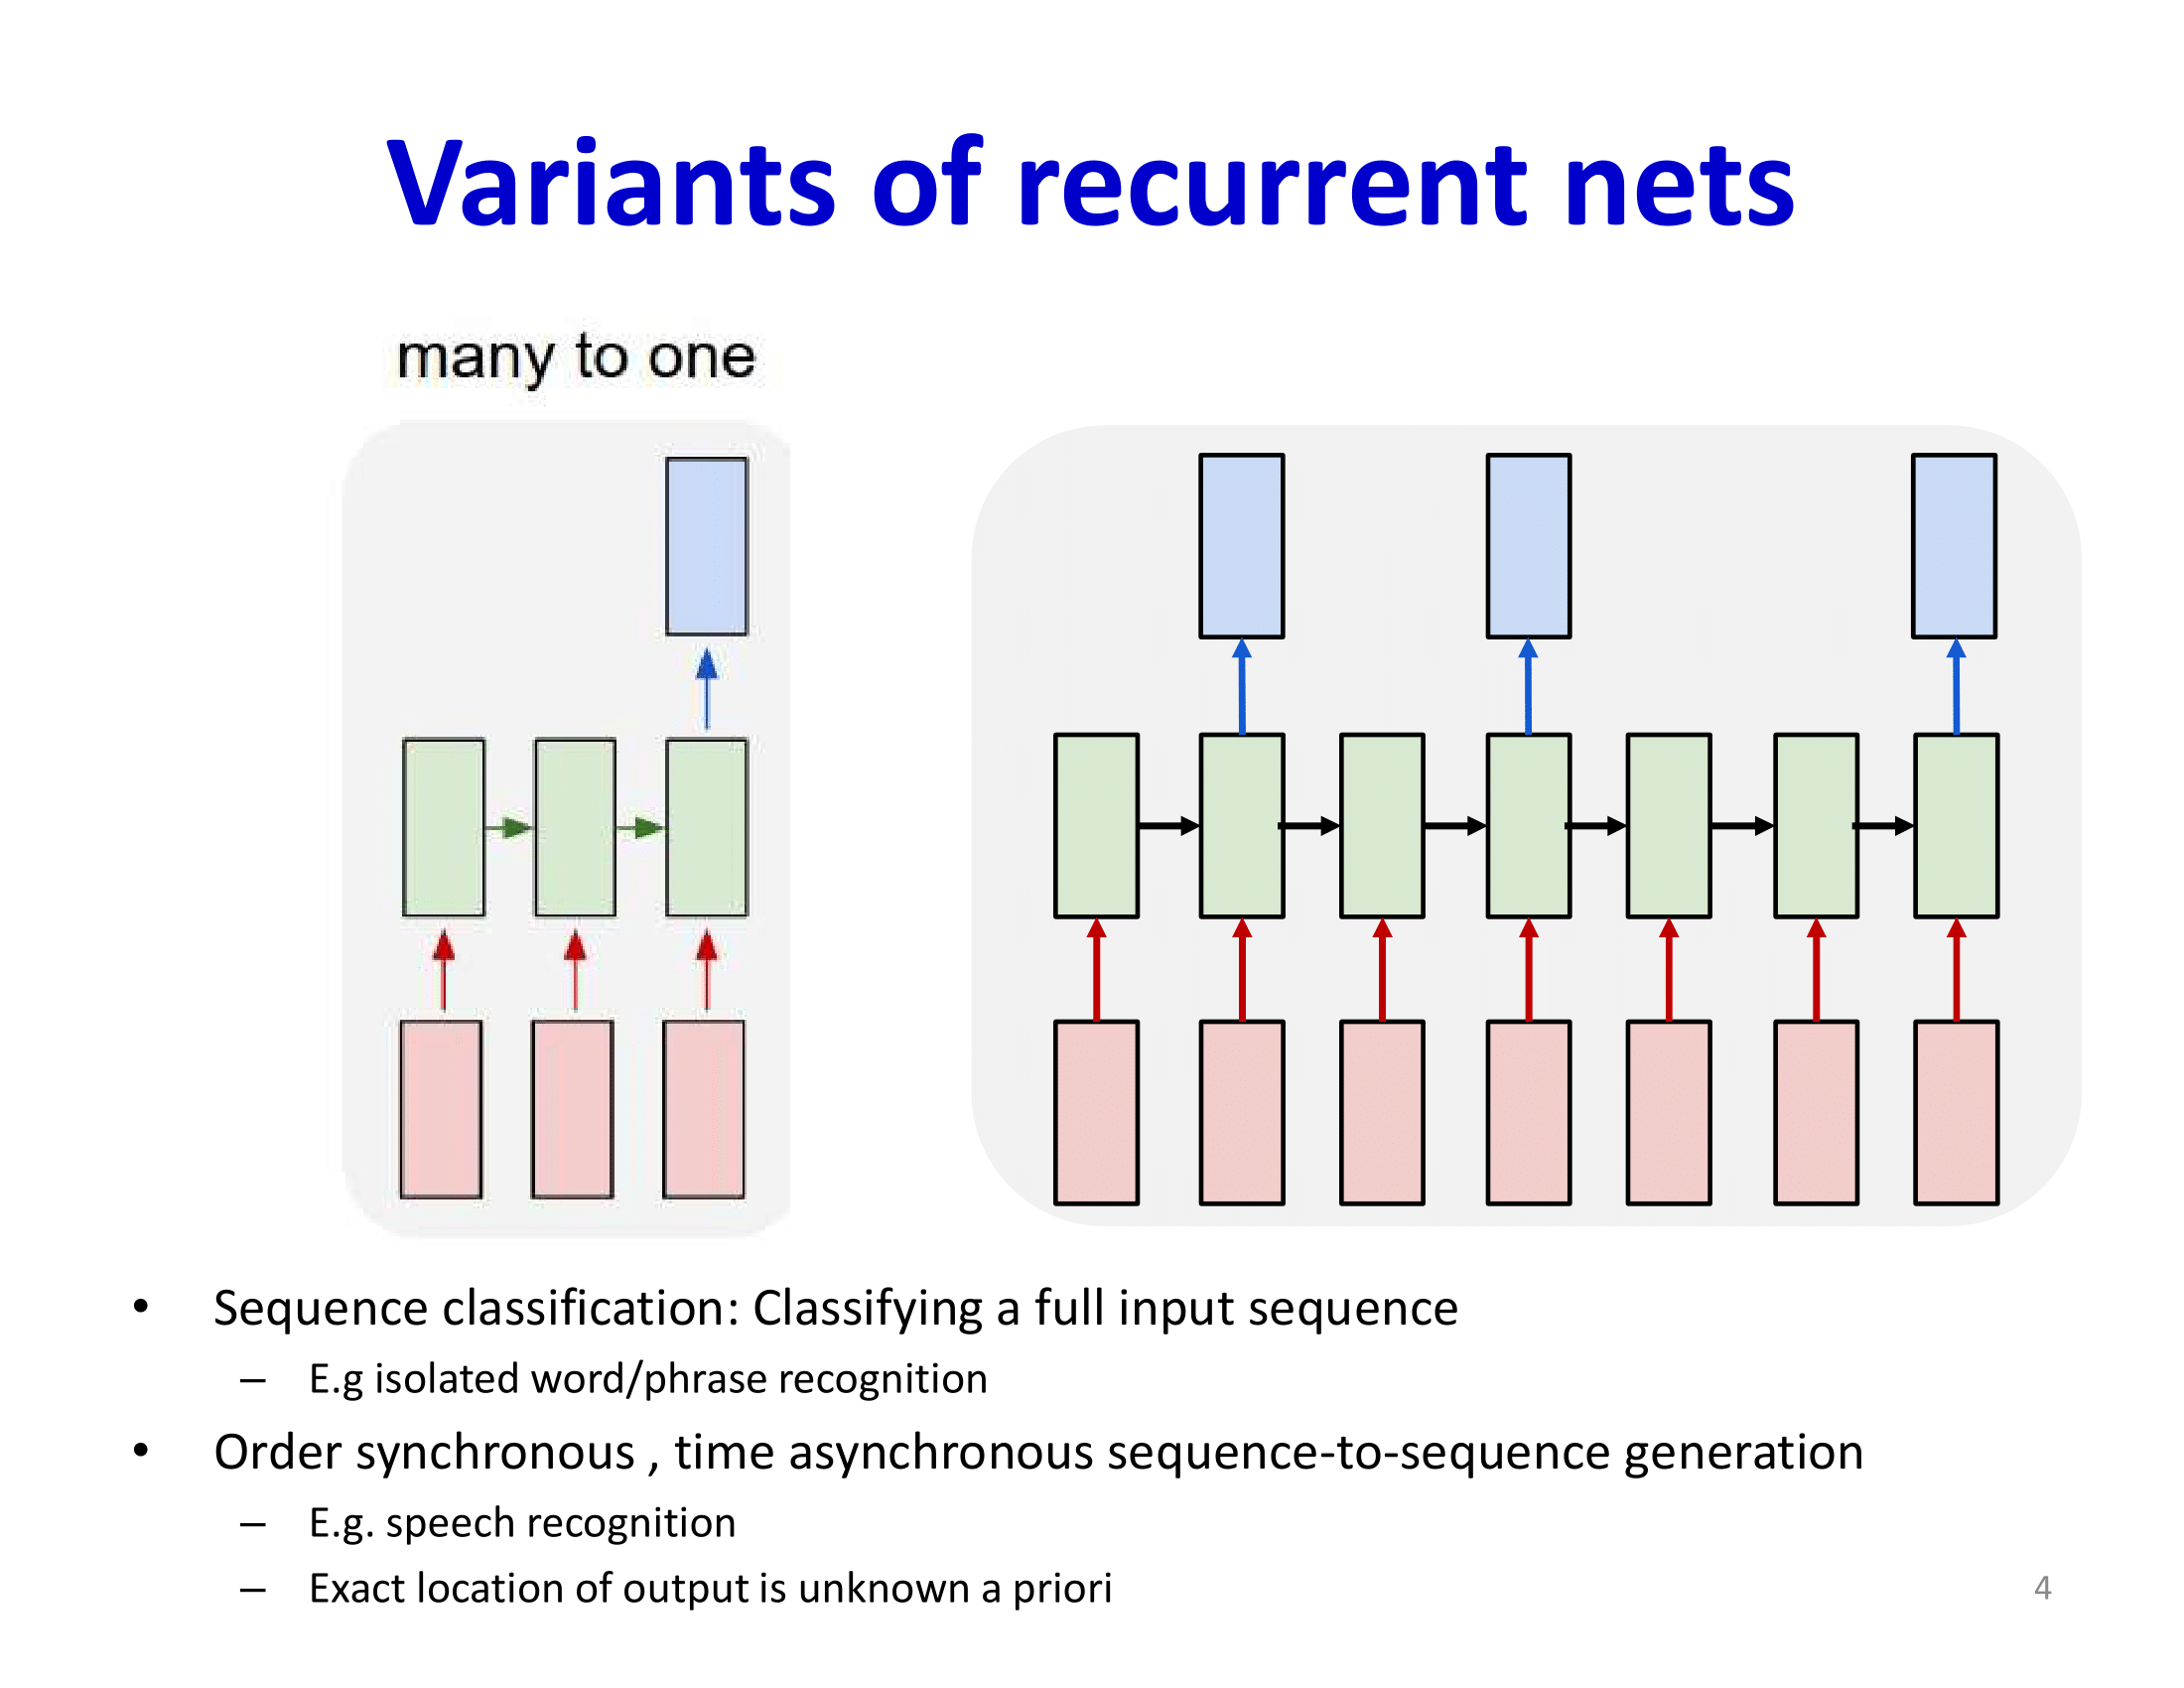 Variants of recurrent nets
many to one
• Sequence classification: Classifying a full input sequence
– E.g isolated word/phrase recognition
• Order synchronous , time asynchronous sequence-to-sequence generation
– E.g. speech recognition
– Exact location of output is unknown a priori
4